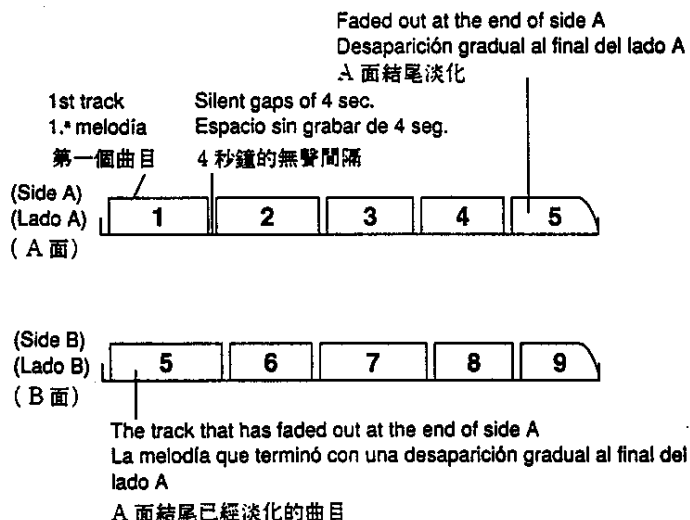 Faded out at the end of side A
Desaparición gradual al final del lado A
A 面結尾淡化
1st track
1.ª melodía
第一個曲目
Silent gaps of 4 sec.
Espacio sin grabar de 4 seg.
4 秒鐘的無聲間隔
(Side A)
(Lado A)
( A 面)
1 2 3 4 5
(Side B)
(Lado B)
( B 面)
5 6 7 8 9
The track that has faded out at the end of side A
La melodía que terminó con una desaparición gradual al final del
lado A
A 面結尾已經淡化的曲目